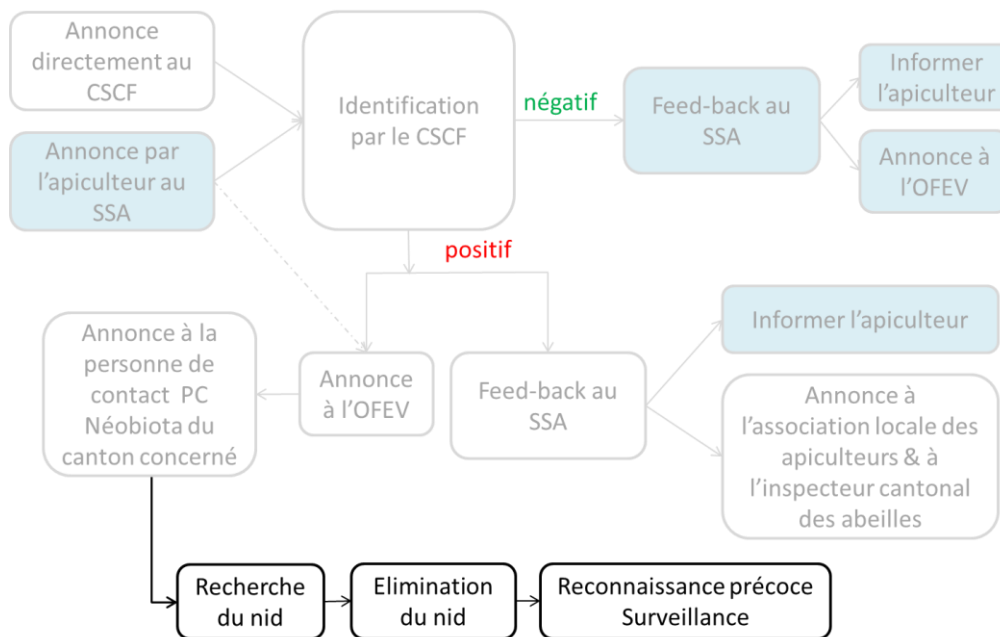 Annonce
directement au
CSCF
Annonce par
l'apiculteur au
SSA
Identification
par le CSCF
négatif
Feed-back au
SSA
Informer
l'apiculteur
Annonce à
l'OFEV
positif
Annonce à la
personne de
contact PC
Néobiota du
canton concerné
Annonce
à l'OFEV
Feed-back au
SSA
Informer l'apiculteur
Annonce à
l'association locale des
apiculteurs & à
l'inspecteur cantonal
des abeilles
Recherche
du nid
Elimination
du nid
Reconnaissance précoce
Surveillance